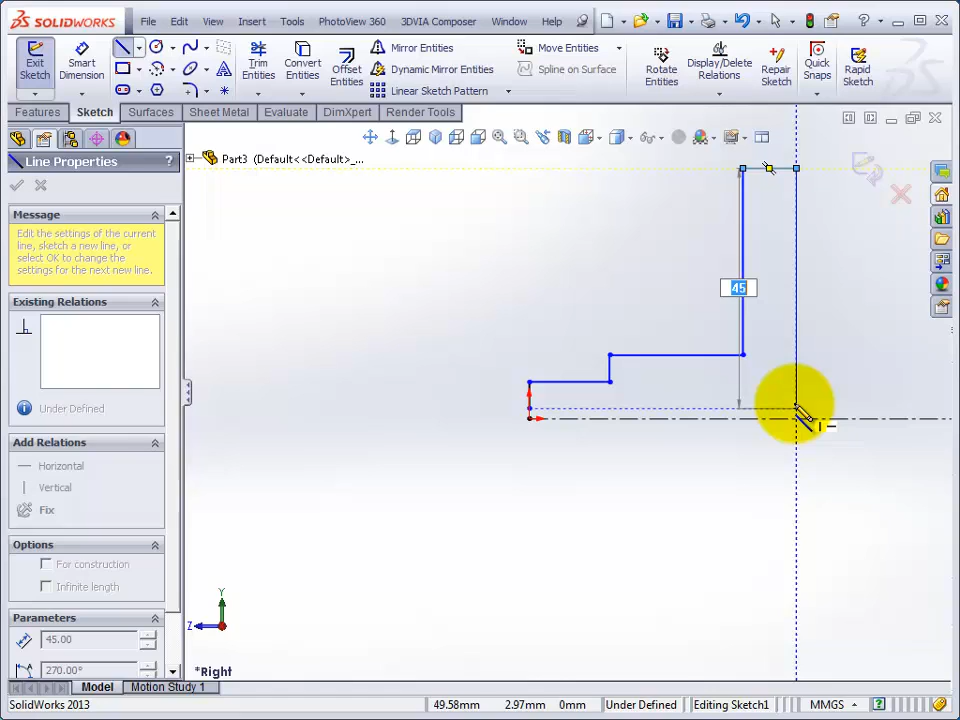 SOLIDWORKS File Edit View Insert Tools PhotoView 360 3DVIA Composer Window Help
Exit Sketch
Smart Dimension
Trim Entities
Convert Entities
Offset Entities
Mirror Entities
Dynamic Mirror Entities
Linear Sketch Pattern
Move Entities
Spline on Surface
Rotate Entities
Display/Delete Relations
Repair Sketch
Quick Snaps
Rapid Sketch
Features Sketch Surfaces Sheet Metal Evaluate DimXpert Render Tools
Line Properties ?
Part3 (Default<<Default>_...
Message
Edit the settings of the current
line, sketch a new line, or
select OK to change the
settings for the next new line.
Existing Relations
Under Defined
Add Relations
Horizontal
Vertical
Fix
Options
For construction
Infinite length
Parameters
45.00
270.00°
45
Y
Z
*Right
Model Motion Study 1
SolidWorks 2013 49.58mm 2.97mm 0mm Under Defined Editing Sketch1 MMGS ?